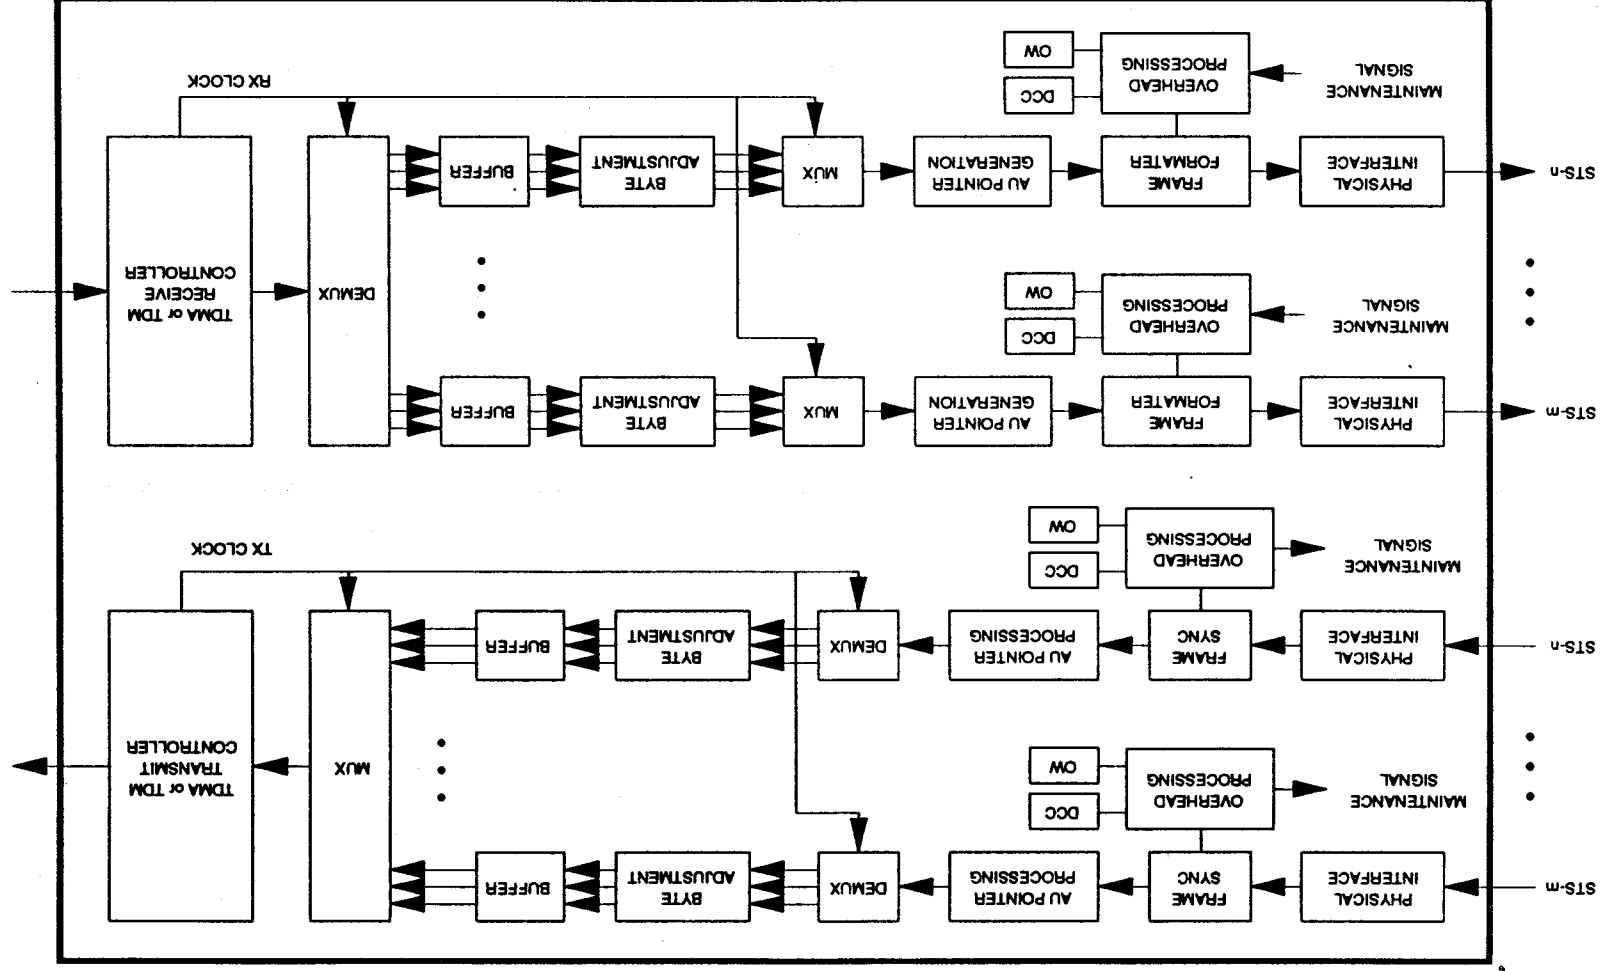 STS-m
PHYSICAL
INTERFACE
FRAME
SYNC
AU POINTER
PROCESSING
DEMUX
BYTE
ADJUSTMENT
BUFFER
MAINTENANCE
SIGNAL
OVERHEAD
PROCESSING
DCC
OW
MUX
TDMA or TDM
TRANSMIT
CONTROLLER
STS-n
PHYSICAL
INTERFACE
FRAME
SYNC
AU POINTER
PROCESSING
DEMUX
BYTE
ADJUSTMENT
BUFFER
MAINTENANCE
SIGNAL
OVERHEAD
PROCESSING
DCC
OW
TX CLOCK
STS-m
PHYSICAL
INTERFACE
FRAME
FORMATER
AU POINTER
GENERATION
MUX
BYTE
ADJUSTMENT
BUFFER
MAINTENANCE
SIGNAL
OVERHEAD
PROCESSING
DCC
OW
DEMUX
TDMA or TDM
RECEIVE
CONTROLLER
STS-n
PHYSICAL
INTERFACE
FRAME
FORMATER
AU POINTER
GENERATION
MUX
BYTE
ADJUSTMENT
BUFFER
MAINTENANCE
SIGNAL
OVERHEAD
PROCESSING
DCC
OW
RX CLOCK